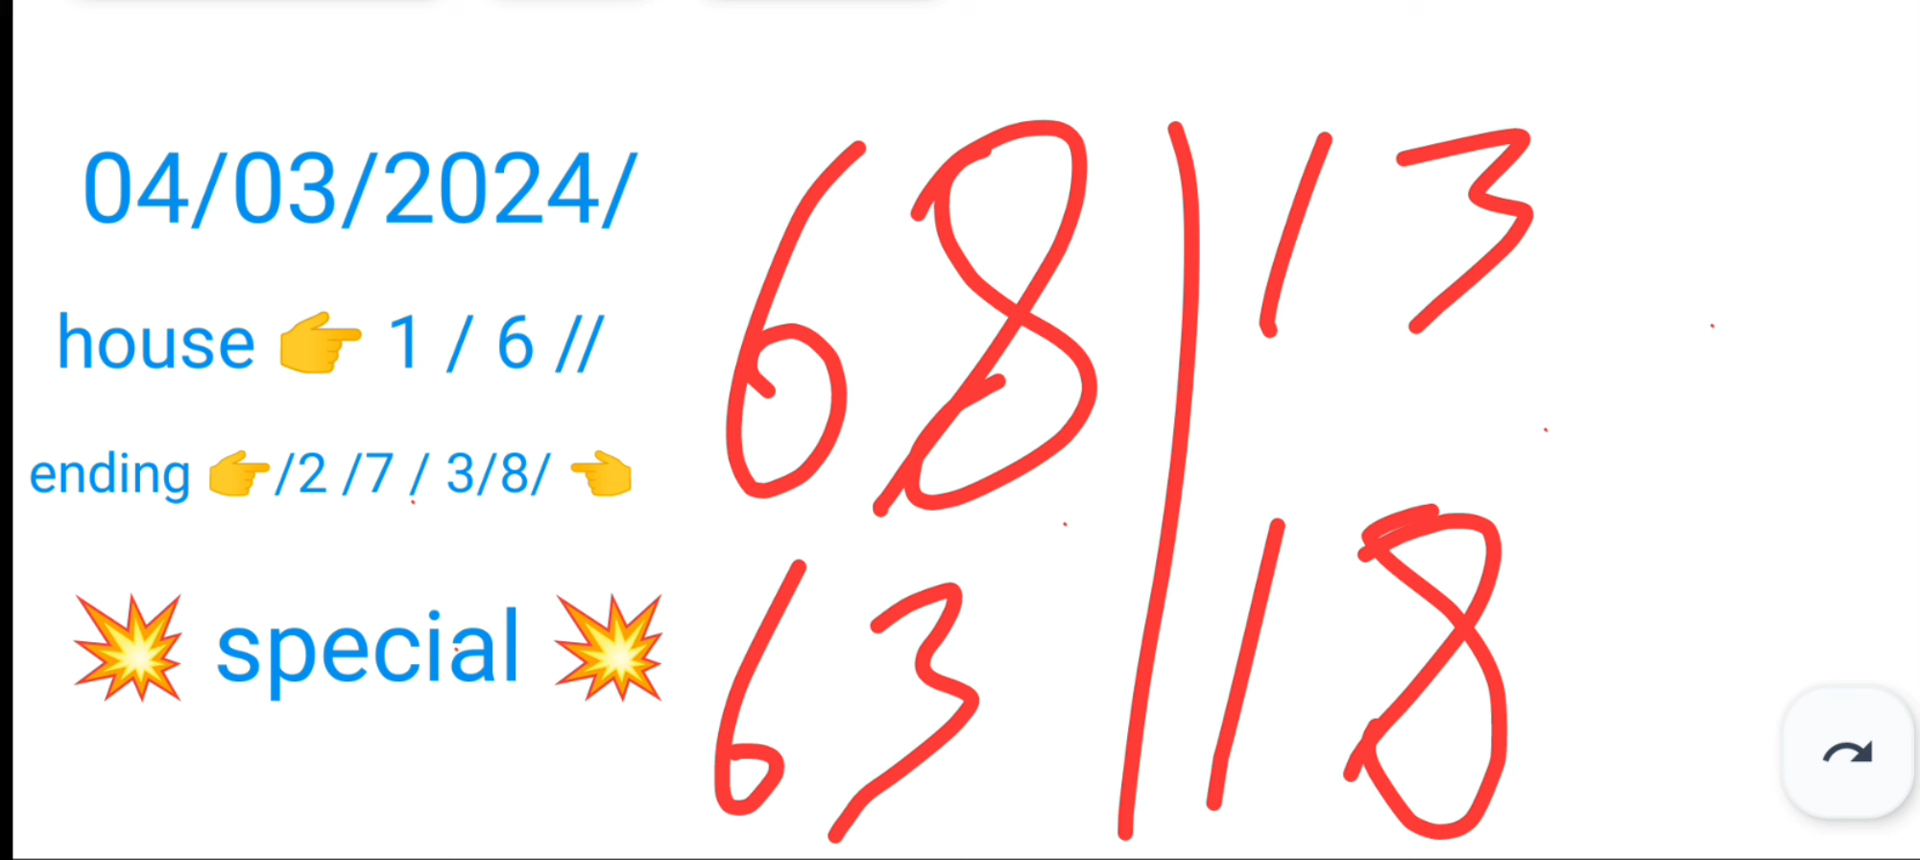 04/03/2024/
house 👉 1 / 6 //
ending 👉/2 /7 / 3/8/ 👈
💥 special 💥
68 | 13
63 | 18